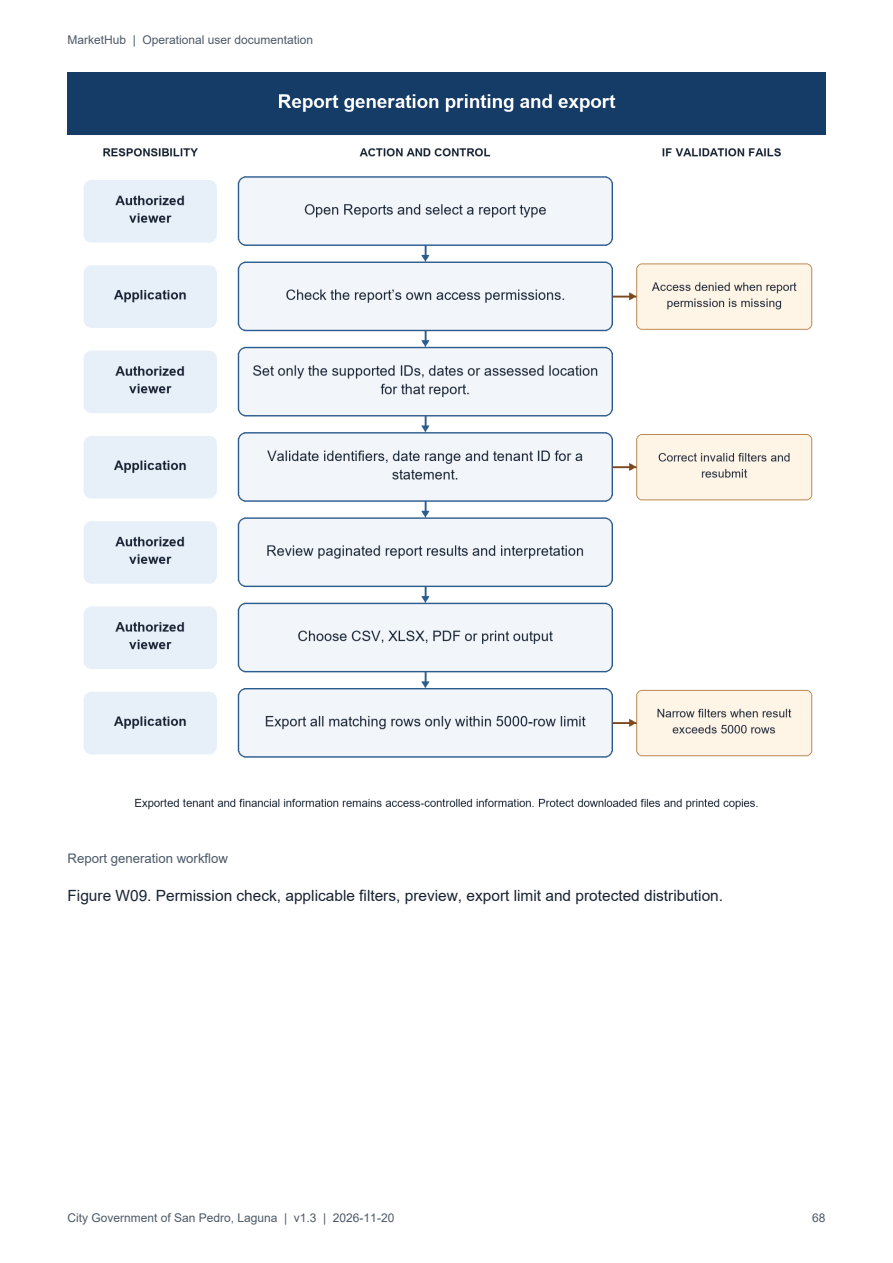 MarketHub | Operational user documentation
Report generation printing and export
RESPONSIBILITY
ACTION AND CONTROL
IF VALIDATION FAILS
Authorized
viewer
Open Reports and select a report type
Application
Check the report’s own access permissions.
Access denied when report
permission is missing
Authorized
viewer
Set only the supported IDs, dates or assessed location
for that report.
Application
Validate identifiers, date range and tenant ID for a
statement.
Correct invalid filters and
resubmit
Authorized
viewer
Review paginated report results and interpretation
Authorized
viewer
Choose CSV, XLSX, PDF or print output
Application
Export all matching rows only within 5000-row limit
Narrow filters when result
exceeds 5000 rows
Exported tenant and financial information remains access-controlled information. Protect downloaded files and printed copies.
Report generation workflow
Figure W09. Permission check, applicable filters, preview, export limit and protected distribution.
City Government of San Pedro, Laguna | v1.3 | 2026-11-20
68